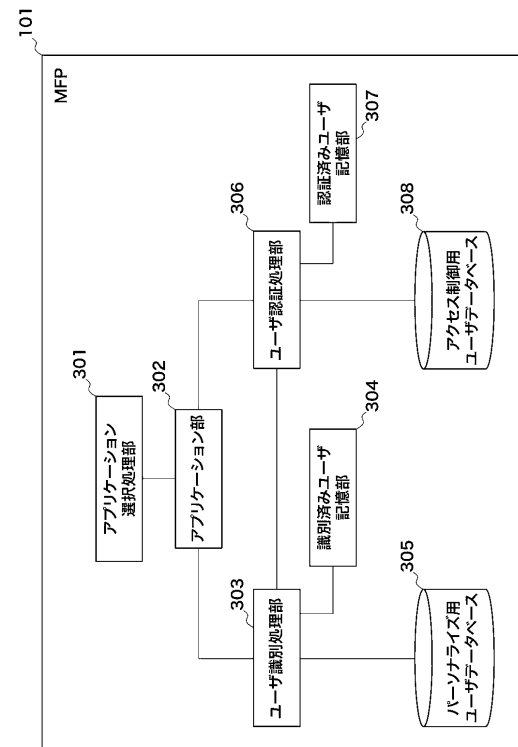 101
MFP
301
アプリケーション
選択処理部
302
アプリケーション部
303
ユーザ識別処理部
306
ユーザ認証処理部
304
識別済みユーザ
記憶部
307
認証済みユーザ
記憶部
305
パーソナライズ用
ユーザデータベース
308
アクセス制御用
ユーザデータベース